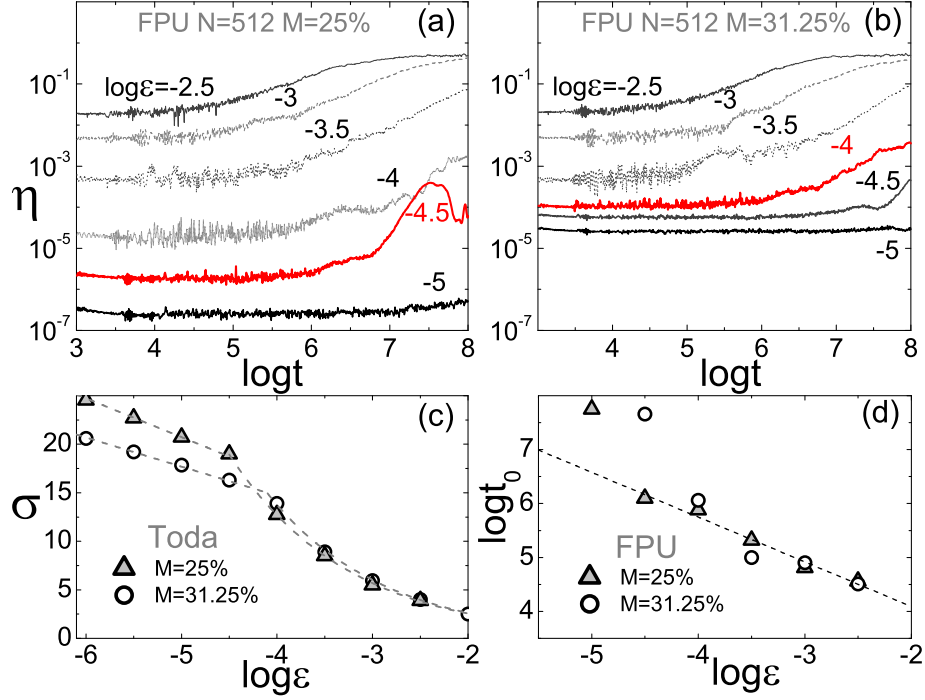 FPU N=512 M=25% (a)
logε=-2.5
-3
-3.5
-4
-4.5
-5
η
10⁻¹
10⁻³
10⁻⁵
10⁻⁷
3 4 5 6 7 8
logt
FPU N=512 M=31.25% (b)
logε=-2.5
-3
-3.5
-4
-4.5
-5
10⁻¹
10⁻³
10⁻⁵
10⁻⁷
4 5 6 7 8
logt
(c)
20
15
10
5
0
σ
Toda
M=25%
M=31.25%
-6 -5 -4 -3 -2
logε
(d)
7
6
5
4
logt₀
FPU
M=25%
M=31.25%
-5 -4 -3 -2
logε